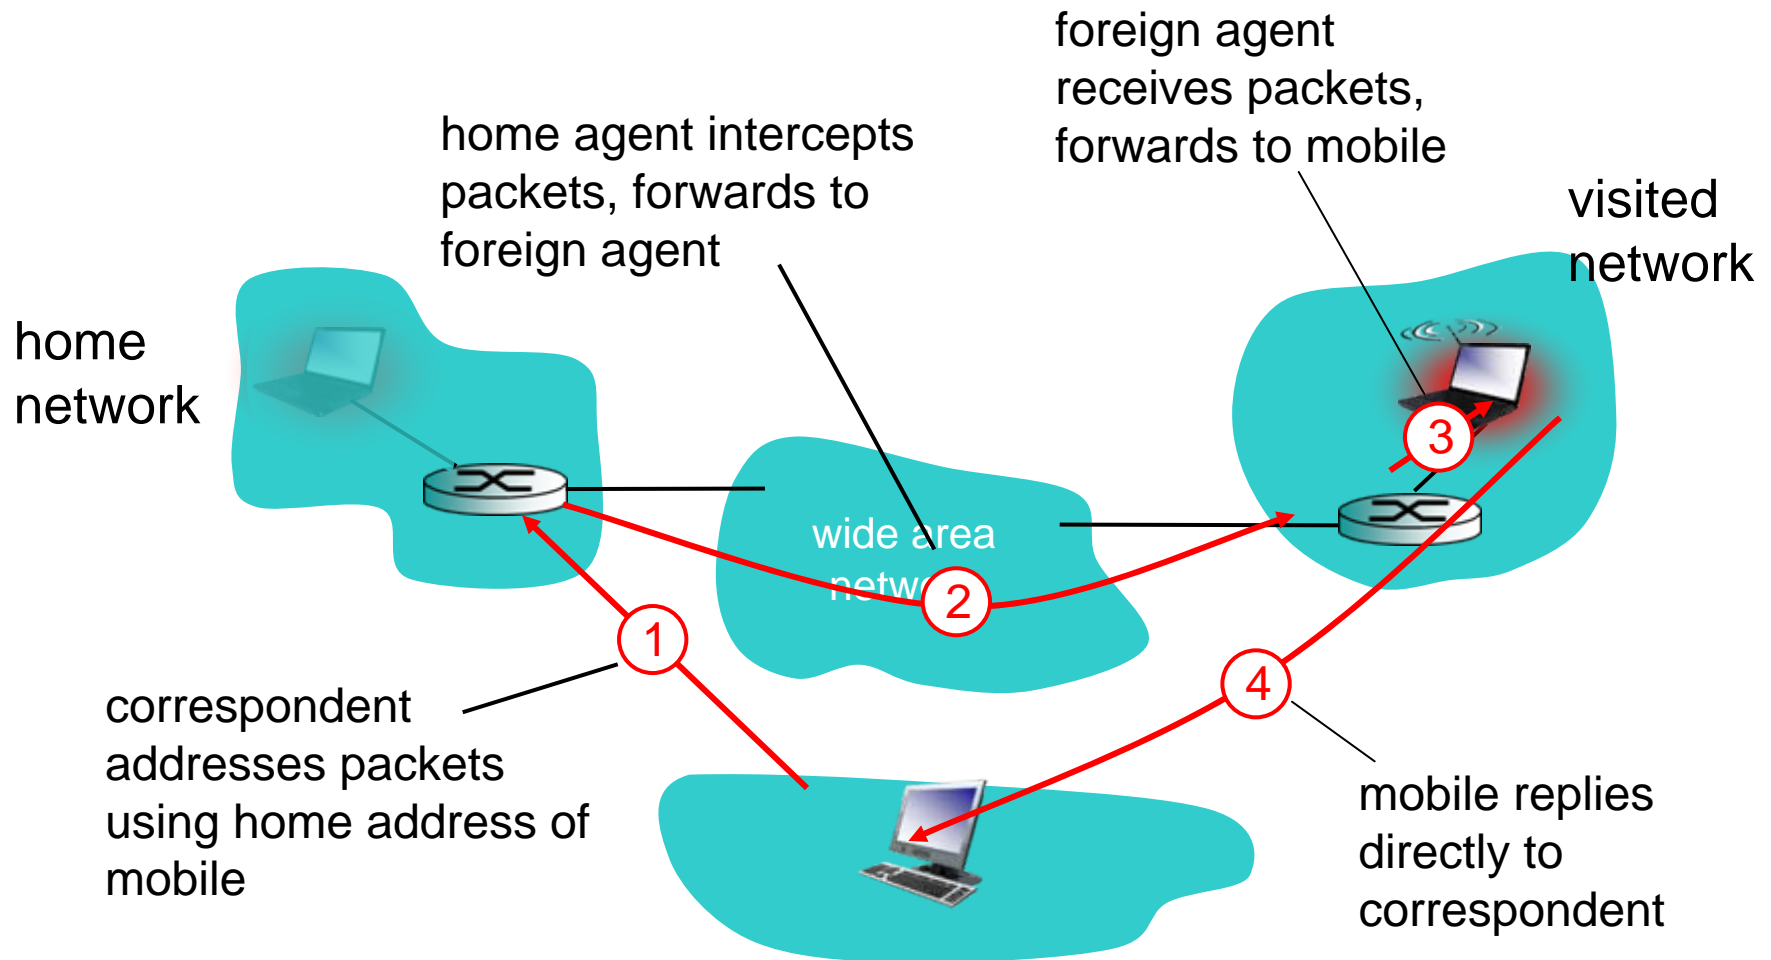 foreign agent
receives packets,
forwards to mobile
home agent intercepts
packets, forwards to
foreign agent
visited
network
home
network
3
wide area
network
2
1
4
correspondent
addresses packets
using home address of
mobile
mobile replies
directly to
correspondent